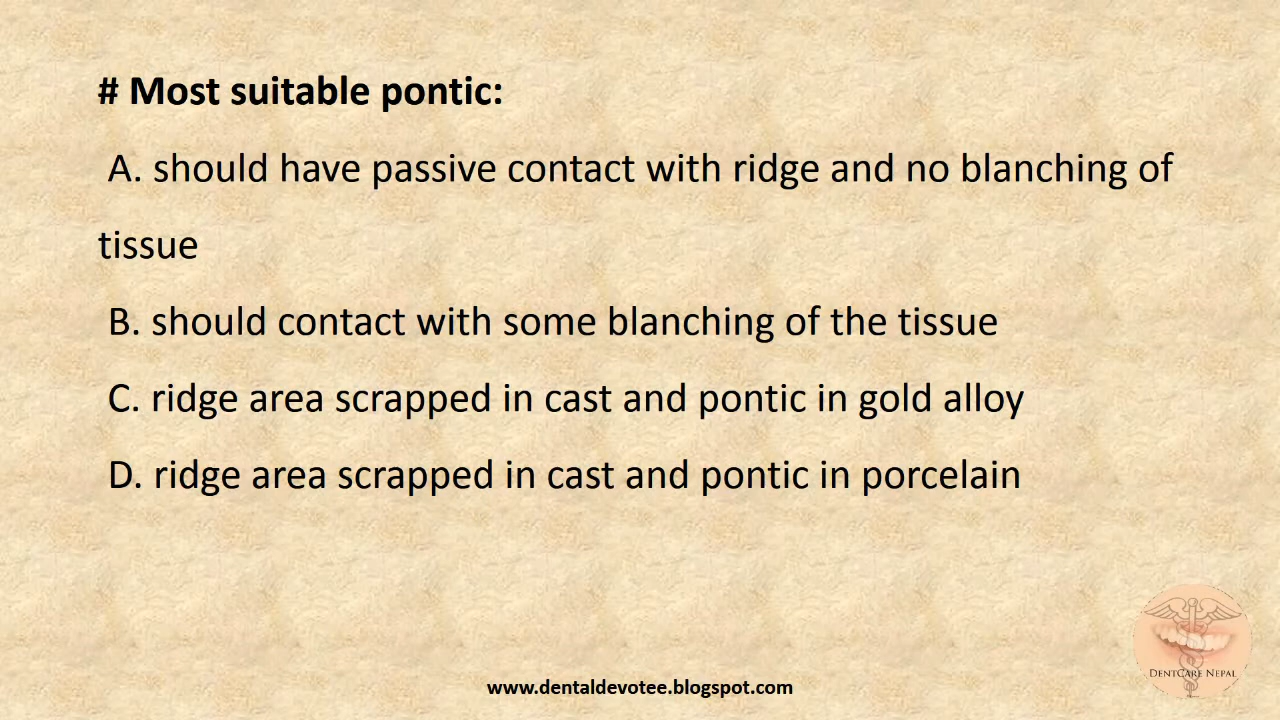 # Most suitable pontic:
A. should have passive contact with ridge and no blanching of
tissue
B. should contact with some blanching of the tissue
C. ridge area scrapped in cast and pontic in gold alloy
D. ridge area scrapped in cast and pontic in porcelain
DENTCARE NEPAL
www.dentaldevotee.blogspot.com